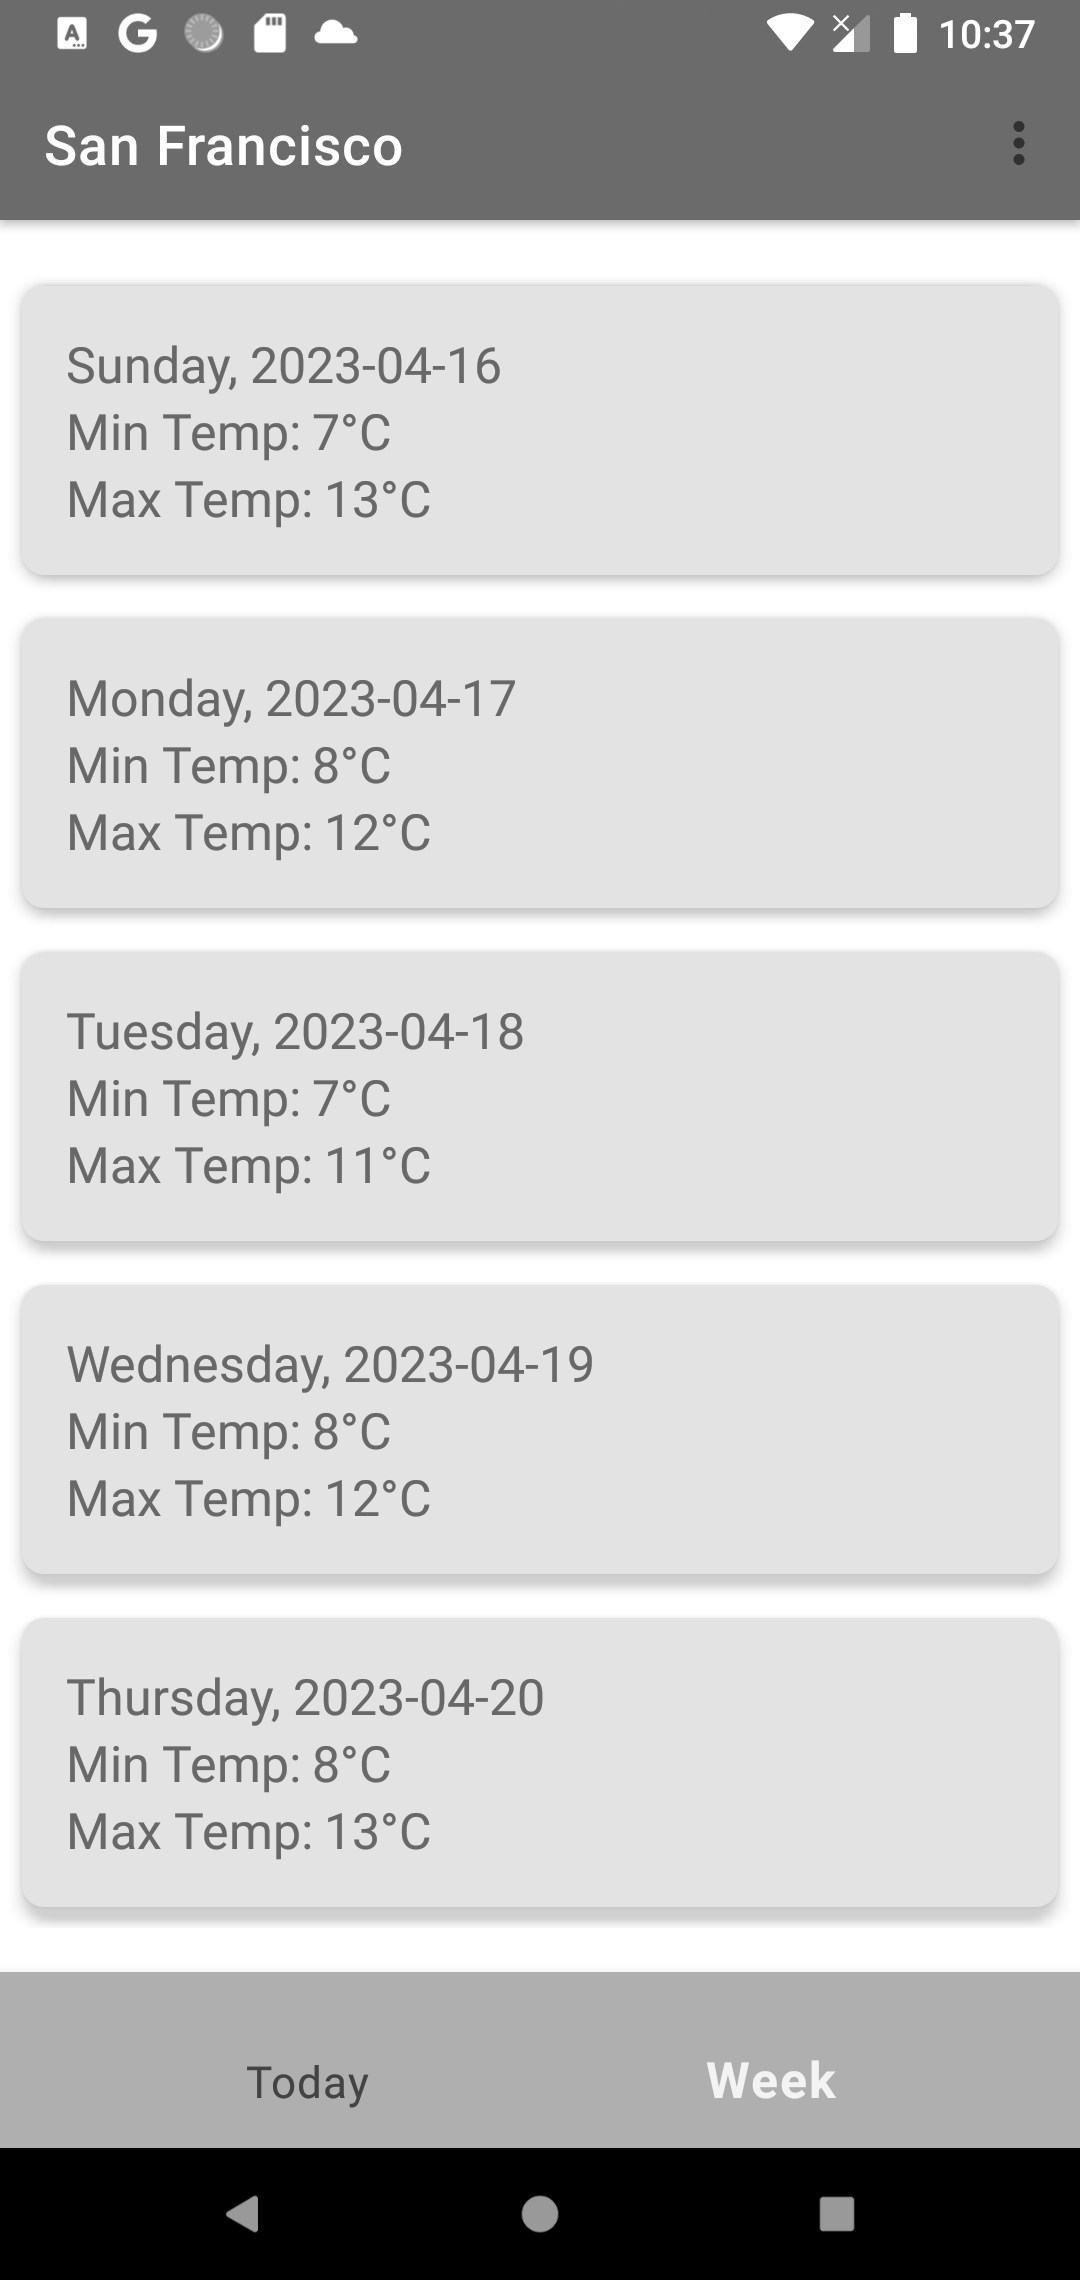 10:37
San Francisco
Sunday, 2023-04-16
Min Temp: 7°C
Max Temp: 13°C
Monday, 2023-04-17
Min Temp: 8°C
Max Temp: 12°C
Tuesday, 2023-04-18
Min Temp: 7°C
Max Temp: 11°C
Wednesday, 2023-04-19
Min Temp: 8°C
Max Temp: 12°C
Thursday, 2023-04-20
Min Temp: 8°C
Max Temp: 13°C
Today
Week